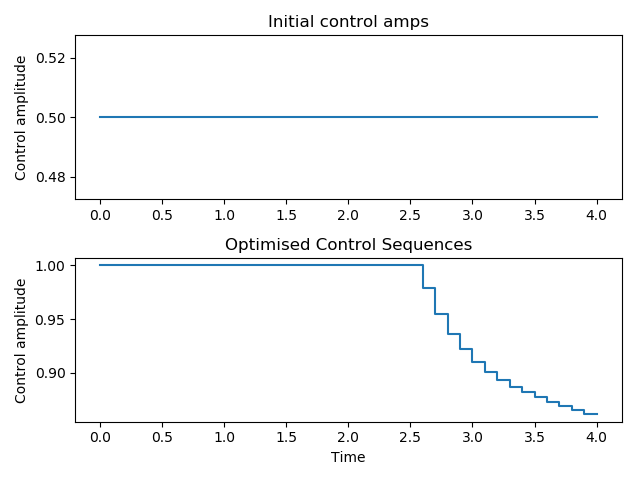 Initial control amps
Control amplitude
0.52
0.50
0.48
0.0 0.5 1.0 1.5 2.0 2.5 3.0 3.5 4.0
Optimised Control Sequences
Control amplitude
1.00
0.95
0.90
0.0 0.5 1.0 1.5 2.0 2.5 3.0 3.5 4.0
Time